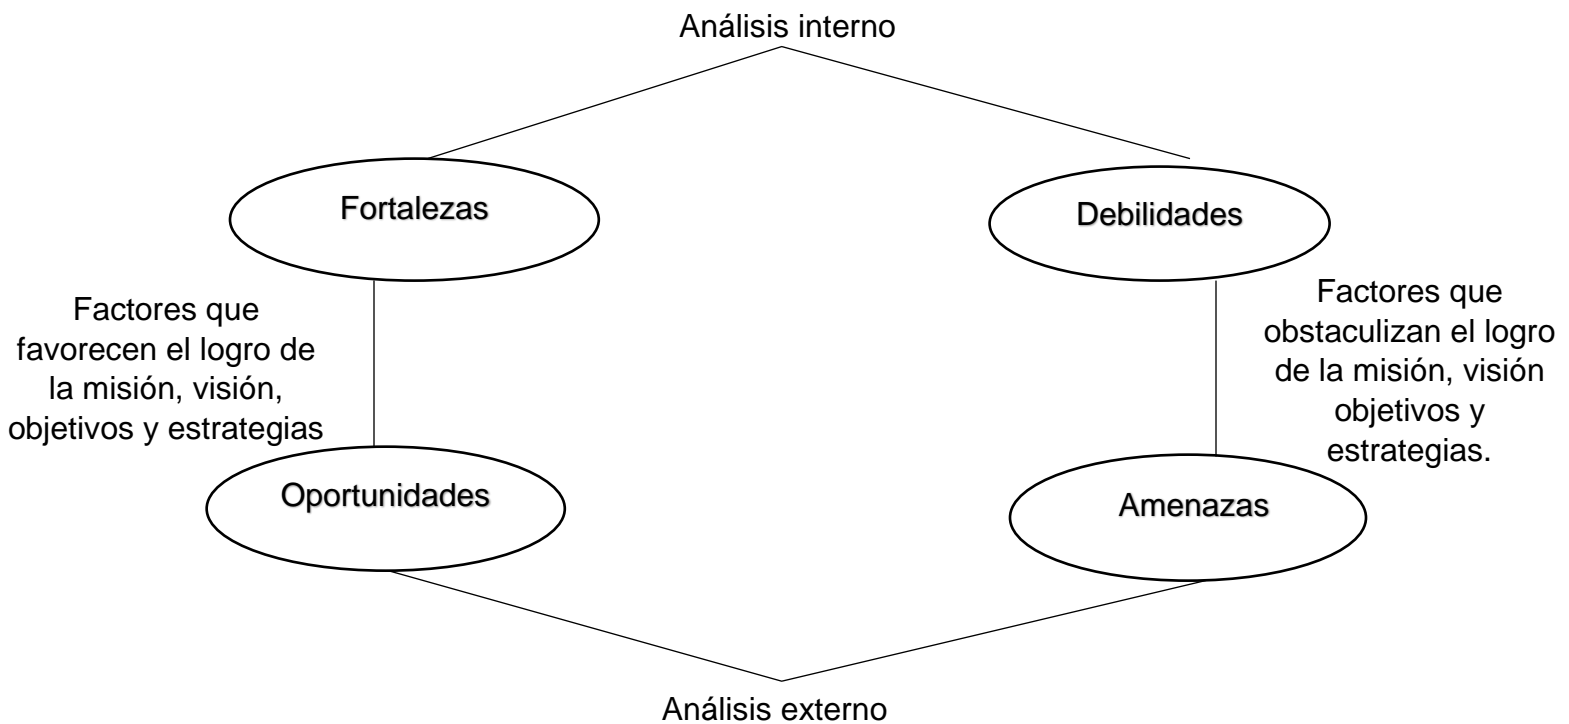 Análisis interno
Fortalezas
Debilidades
Factores que
favorecen el logro de
la misión, visión,
objetivos y estrategias
Factores que
obstaculizan el logro
de la misión, visión
objetivos y
estrategias.
Oportunidades
Amenazas
Análisis externo